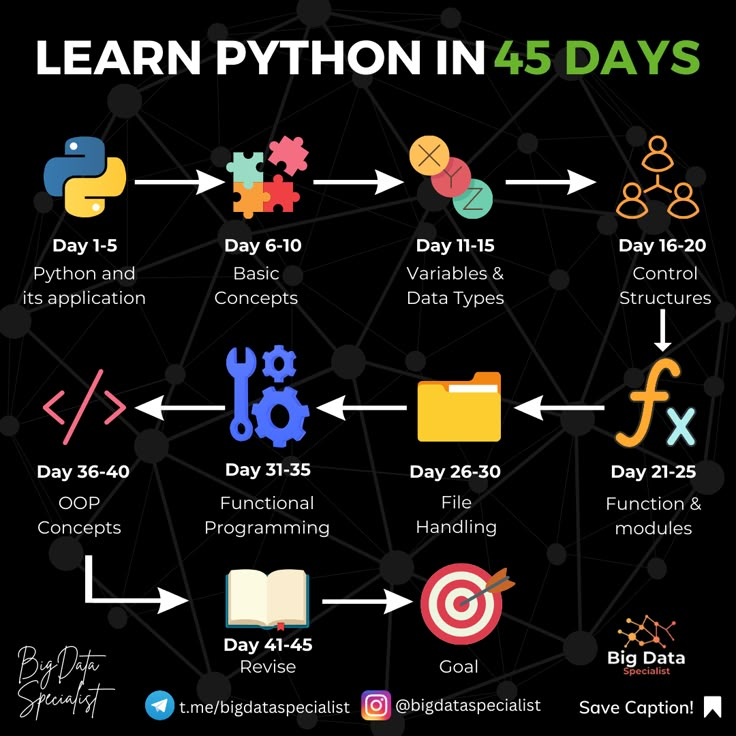 LEARN PYTHON IN 45 DAYS
X
Y
Z
Day 1-5
Python and
its application
Day 6-10
Basic
Concepts
Day 11-15
Variables &
Data Types
Day 16-20
Control
Structures
fx
Day 21-25
Function &
modules
Day 26-30
File
Handling
Day 31-35
Functional
Programming
</>
Day 36-40
OOP
Concepts
Day 41-45
Revise
Goal
Big Data
Specialist
Big Data
Specialist
t.me/bigdataspecialist
@bigdataspecialist
Save Caption!